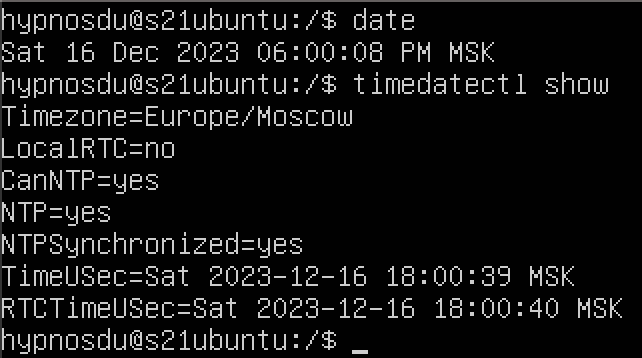 hypnosdu@s21ubuntu:/$ date
Sat 16 Dec 2023 06:00:08 PM MSK
hypnosdu@s21ubuntu:/$ timedatectl show
Timezone=Europe/Moscow
LocalRTC=no
CanNTP=yes
NTP=yes
NTPSynchronized=yes
TimeUSec=Sat 2023-12-16 18:00:39 MSK
RTCTimeUSec=Sat 2023-12-16 18:00:40 MSK
hypnosdu@s21ubuntu:/$ _